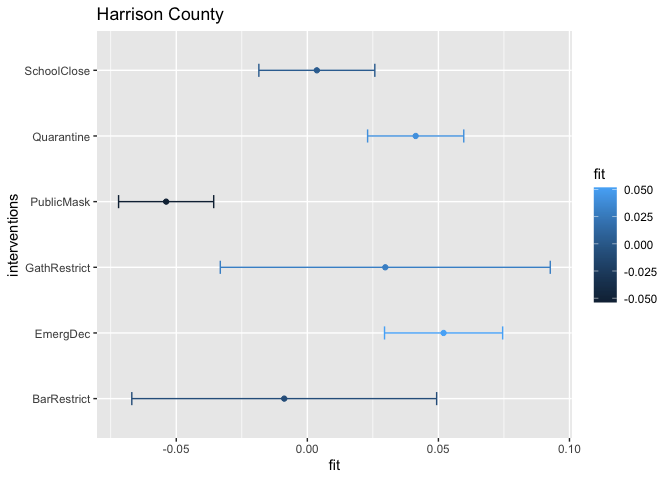 Harrison County
SchoolClose
Quarantine
PublicMask
GathRestrict
EmergDec
BarRestrict
interventions
-0.05
0.00
0.05
0.10
fit
fit
0.050
0.025
0.000
-0.025
-0.050